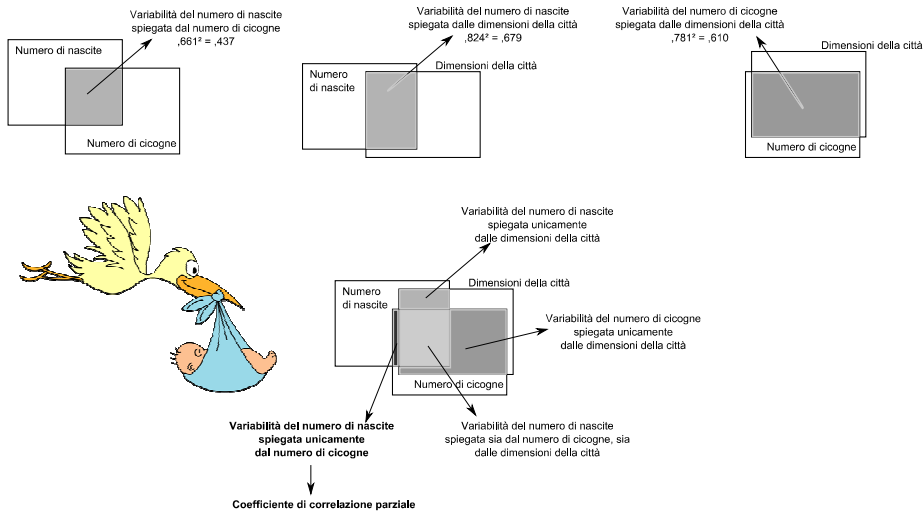 Variabilità del numero di nascite
spiegata dal numero di cicogne
,661² = ,437
Numero di nascite
Numero di cicogne
Variabilità del numero di nascite
spiegata dalle dimensioni della città
,824² = ,679
Numero
di nascite
Dimensioni della città
Variabilità del numero di cicogne
spiegata dalle dimensioni della città
,781² = ,610
Dimensioni della città
Numero di cicogne
Variabilità del numero di nascite
spiegata unicamente
dalle dimensioni della città
Numero
di nascite
Dimensioni della città
Variabilità del numero di cicogne
spiegata unicamente
dalle dimensioni della città
Numero di cicogne
Variabilità del numero di nascite
spiegata unicamente
dal numero di cicogne
Variabilità del numero di nascite
spiegata sia dal numero di cicogne, sia
dalle dimensioni della città
Coefficiente di correlazione parziale